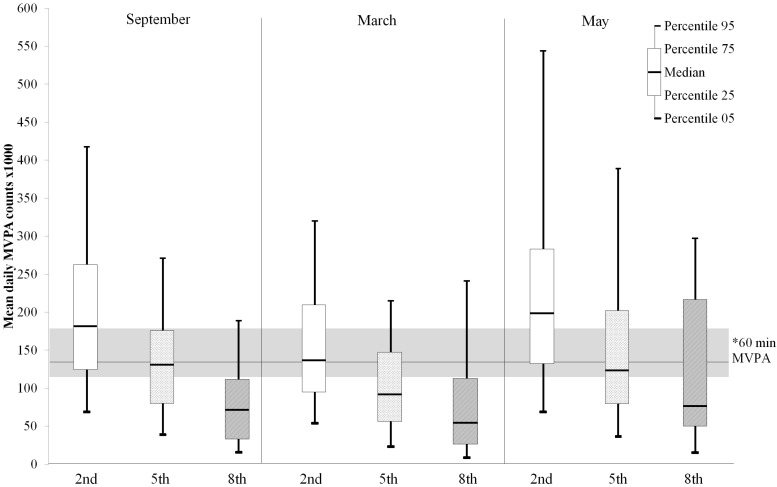 September March May
Percentile 95
Percentile 75
Median
Percentile 25
Percentile 05
Mean daily MVPA counts x1000
600
550
500
450
400
350
300
250
200
150
100
50
0
*60 min
MVPA
2nd 5th 8th 2nd 5th 8th 2nd 5th 8th